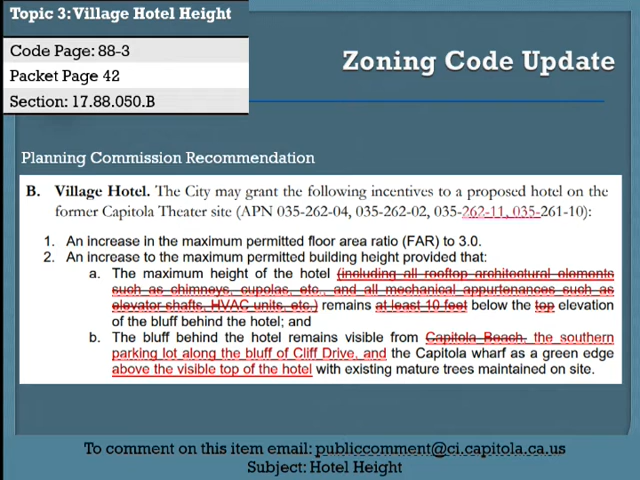 Topic 3: Village Hotel Height
Code Page: 88-3
Packet Page 42
Section: 17.88.050.B
Zoning Code Update
Planning Commission Recommendation
B. Village Hotel. The City may grant the following incentives to a proposed hotel on the
former Capitola Theater site (APN 035-262-04, 035-262-02, 035-262-11, 035-261-10):
1. An increase in the maximum permitted floor area ratio (FAR) to 3.0.
2. An increase to the maximum permitted building height provided that:
a. The maximum height of the hotel (including all rooftop architectural elements
such as chimneys, cupolas, etc., and all mechanical appurtenances such as
elevator shafts, HVAC units, etc.) remains at least 10 feet below the top elevation
of the bluff behind the hotel; and
b. The bluff behind the hotel remains visible from Capitola Beach. the southern
parking lot along the bluff of Cliff Drive, and the Capitola wharf as a green edge
above the visible top of the hotel with existing mature trees maintained on site.
To comment on this item email: publiccomment@ci.capitola.ca.us
Subject: Hotel Height